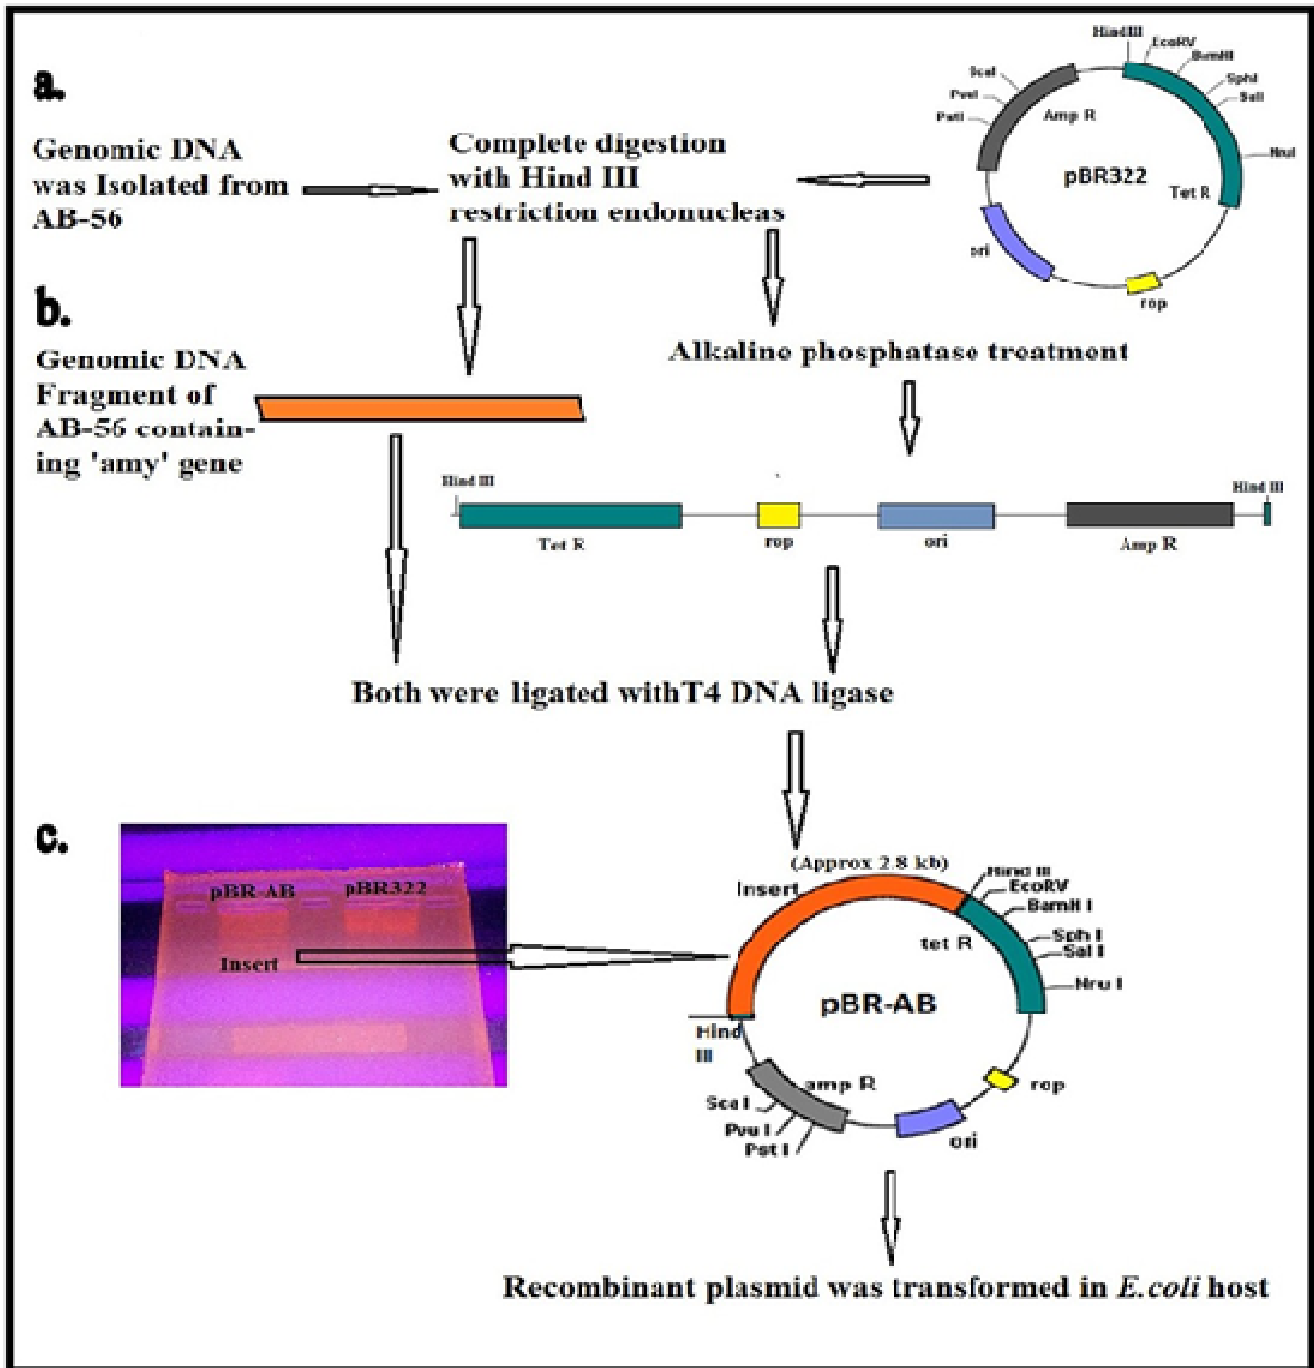 a.
Genomic DNA
was Isolated from
AB-56
Complete digestion
with Hind III
restriction endonucleas
HindIII
EcoRV
BamHI
SphI
SalI
NruI
ScaI
PvuI
PstI
Amp R
pBR322
Tet R
ori
rop
b.
Genomic DNA
Fragment of
AB-56 contain-
ing 'amy' gene
Alkaline phosphatase treatment
Hind III
Hind III
Tet R
rop
ori
Amp R
Both were ligated withT4 DNA ligase
c.
pBR-AB
pBR322
Insert
(Approx 2.8 kb)
Insert
Hind III
EcoRV
BamH I
Sph I
Sal I
Nru I
tet R
pBR-AB
Hind
III
amp R
rop
ori
Sca I
Pvu I
Pst I
Recombinant plasmid was transformed in E.coli host